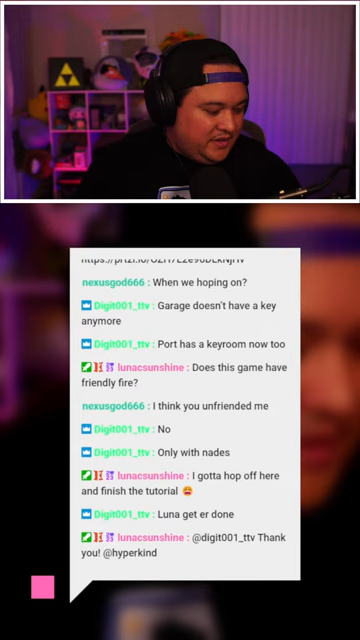 nexusgod666 : When we hoping on?
Digit001_ttv : Garage doesn't have a key
anymore
Digit001_ttv : Port has a keyroom now too
lunacsunshine : Does this game have
friendly fire?
nexusgod666 : I think you unfriended me
Digit001_ttv : No
Digit001_ttv : Only with nades
lunacsunshine : I gotta hop off here
and finish the tutorial 😩
Digit001_ttv : Luna get er done
lunacsunshine : @digit001_ttv Thank
you! @hyperkind